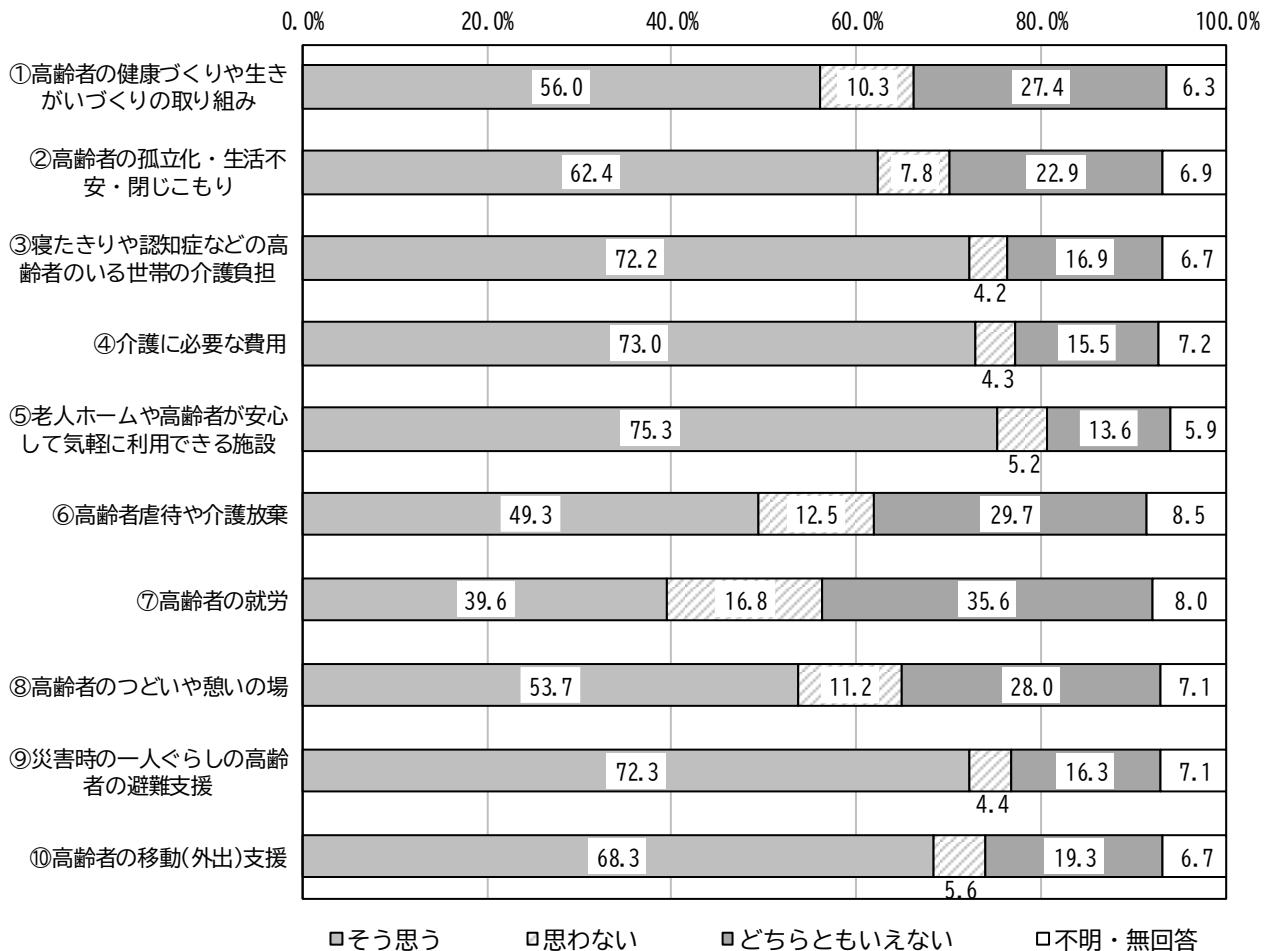 0.0% 20.0% 40.0% 60.0% 80.0% 100.0%
①高齢者の健康づくりや生き
がいづくりの取り組み
56.0 10.3 27.4 6.3
②高齢者の孤立化・生活不
安・閉じこもり
62.4 7.8 22.9 6.9
③寝たきりや認知症などの高
齢者のいる世帯の介護負担
72.2 16.9 6.7
4.2
④介護に必要な費用
73.0 15.5 7.2
4.3
⑤老人ホームや高齢者が安心
して気軽に利用できる施設
75.3 13.6 5.9
5.2
⑥高齢者虐待や介護放棄
49.3 12.5 29.7 8.5
⑦高齢者の就労
39.6 16.8 35.6 8.0
⑧高齢者のつどいや憩いの場
53.7 11.2 28.0 7.1
⑨災害時の一人ぐらしの高齢
者の避難支援
72.3 16.3 7.1
4.4
⑩高齢者の移動(外出)支援
68.3 19.3 6.7
5.6
そう思う 思わない どちらともいえない 不明・無回答